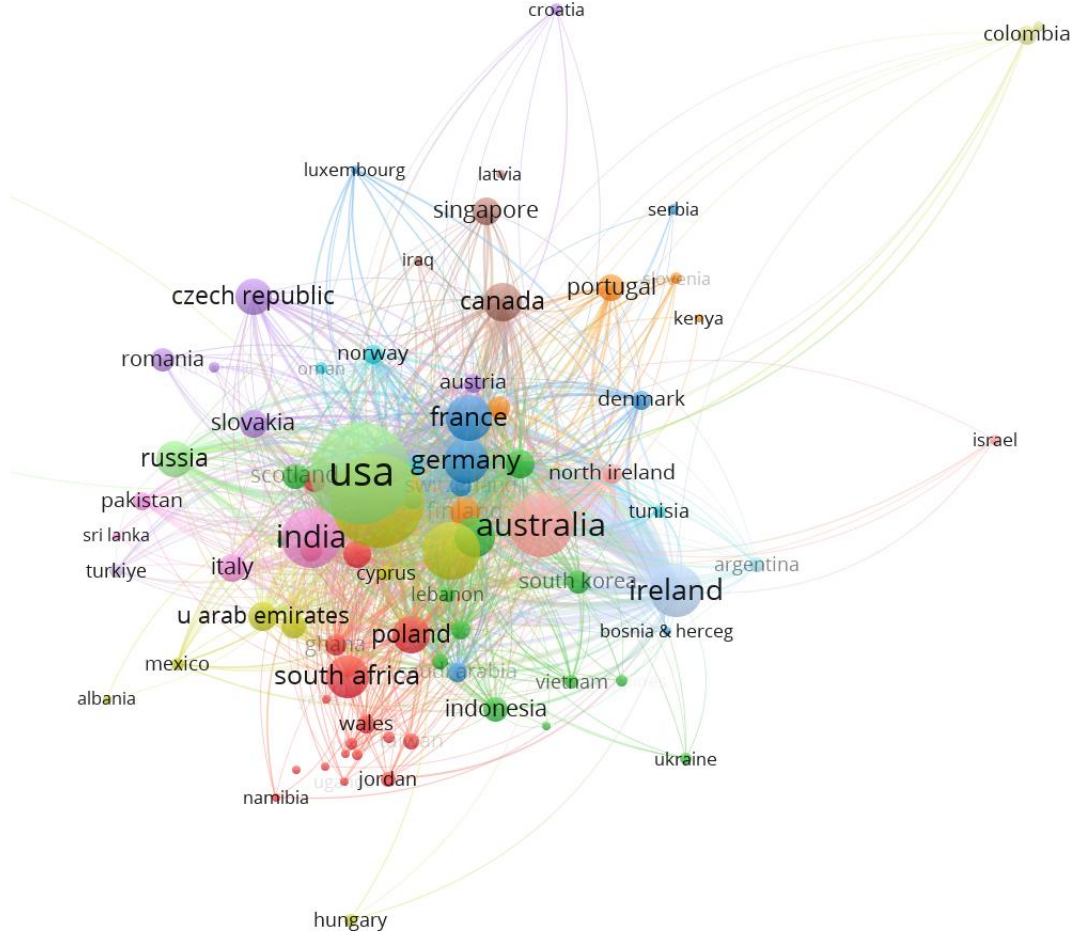 croatia
colombia
luxembourg
latvia
singapore
serbia
iraq
slovenia
portugal
czech republic
canada
kenya
norway
romania
oman
austria
denmark
france
slovakia
israel
russia
germany
usa
scotland
north ireland
switzerland
pakistan
finland
tunisia
australia
sri lanka
india
italy
turkiye
cyprus
argentina
south korea
ireland
lebanon
u arab emirates
bosnia & herceg
poland
ghana
mexico
south africa
saudi arabia
vietnam
albania
indonesia
wales
taiwan
ukraine
jordan
namibia
hungary